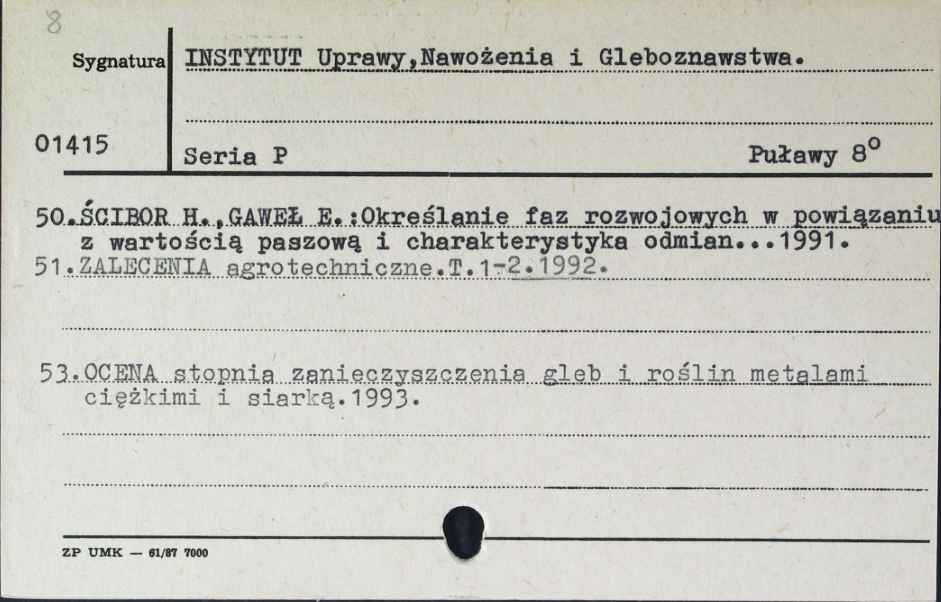 8
Sygnatura
INSTYTUT Uprawy,Nawożenia i Gleboznawstwa.
01415
Seria P
Puławy 8°
50.ŚCIBOR H.,GAWEŁ E.:Określanie faz rozwojowych w powiązaniu
z wartością paszową i charakterystyka odmian...1991.
51.ZALECENIA agrotechniczne.T.1-2.1992.
53.OCENA stopnia zanieczyszczenia gleb i roślin metalami
ciężkimi i siarką.1993.
ZP UMK — 61/87 7000